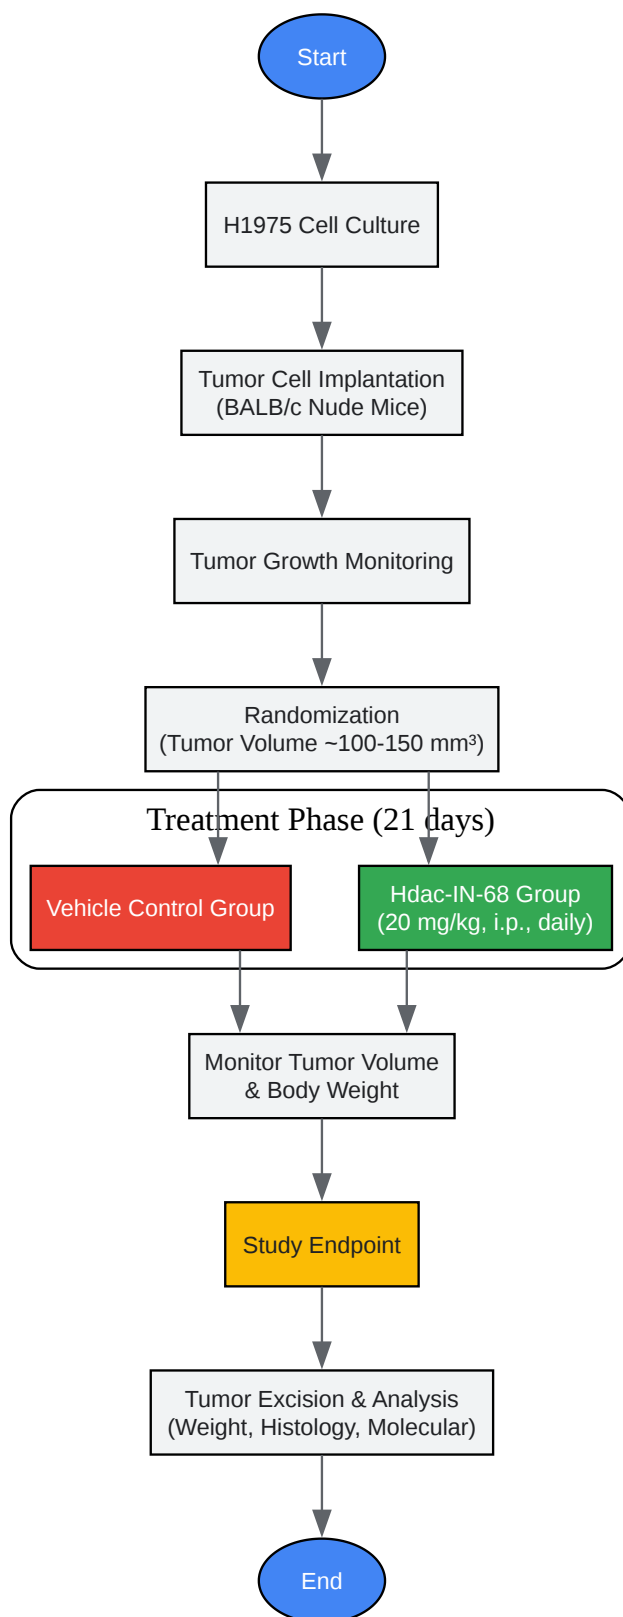 Start
H1975 Cell Culture
Tumor Cell Implantation
(BALB/c Nude Mice)
Tumor Growth Monitoring
Randomization
(Tumor Volume ~100-150 mm³)
Treatment Phase (21 days)
Vehicle Control Group
Hdac-IN-68 Group
(20 mg/kg, i.p., daily)
Monitor Tumor Volume
& Body Weight
Study Endpoint
Tumor Excision & Analysis
(Weight, Histology, Molecular)
End